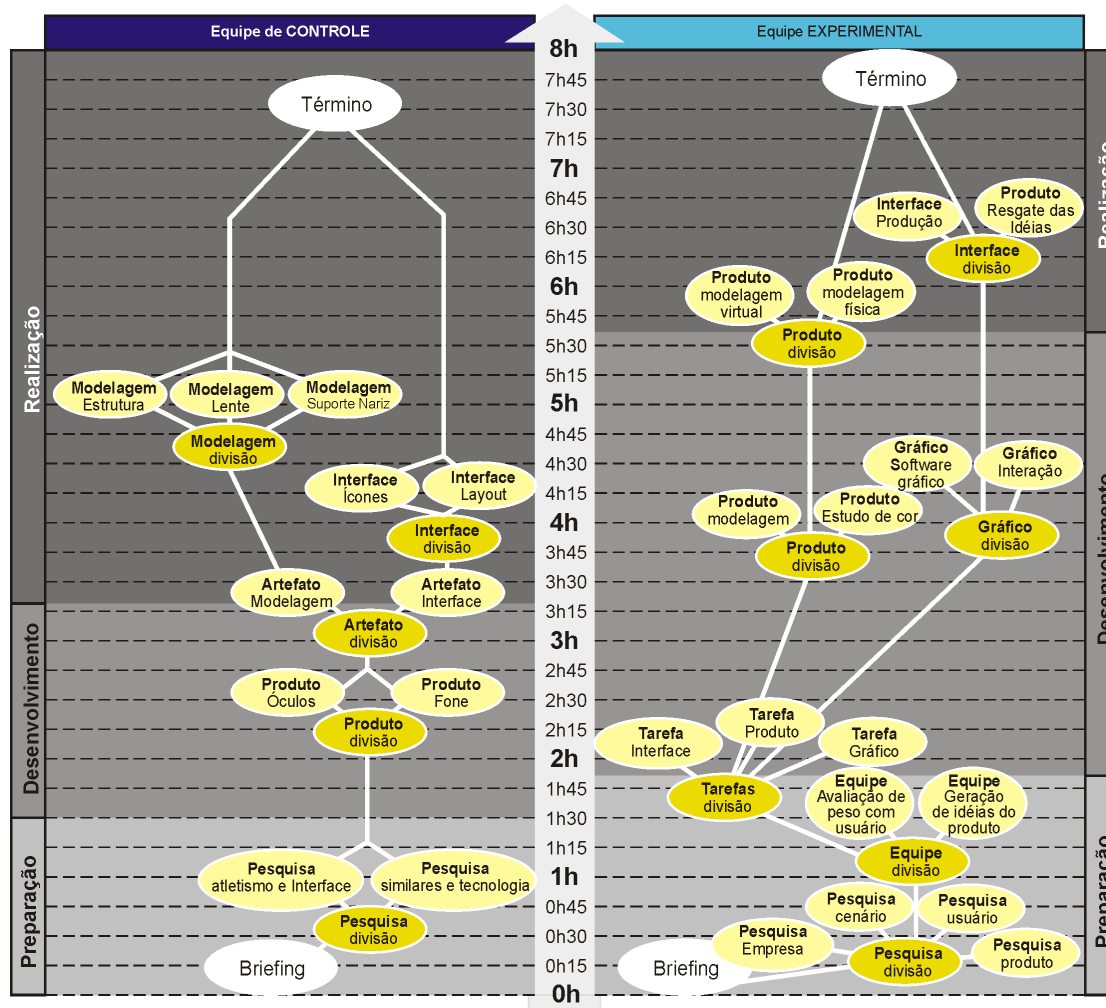 Equipe de CONTROLE
Equipe EXPERIMENTAL
8h
7h45
7h30
7h15
7h
6h45
6h30
6h15
6h
5h45
5h30
5h15
5h
4h45
4h30
4h15
4h
3h45
3h30
3h15
3h
2h45
2h30
2h15
2h
1h45
1h30
1h15
1h
0h45
0h30
0h15
0h
Realização
Desenvolvimento
Preparação
Término
Modelagem
Estrutura
Modelagem
Lente
Modelagem
Suporte Nariz
Modelagem
divisão
Interface
Ícones
Interface
Layout
Interface
divisão
Artefato
Modelagem
Artefato
Interface
Artefato
divisão
Produto
Óculos
Produto
Fone
Produto
divisão
Pesquisa
atletismo e Interface
Pesquisa
similares e tecnologia
Pesquisa
divisão
Briefing
Término
Interface
Produção
Produto
Resgate das
Idéias
Interface
divisão
Produto
modelagem
virtual
Produto
modelagem
física
Produto
divisão
Gráfico
Software
gráfico
Gráfico
Interação
Gráfico
divisão
Produto
modelagem
Produto
Estudo de cor
Produto
divisão
Tarefa
Interface
Tarefa
Produto
Tarefa
Gráfico
Tarefas
divisão
Equipe
Avaliação de
peso com
usuário
Equipe
Geração
de idéias do
produto
Equipe
divisão
Pesquisa
cenário
Pesquisa
usuário
Pesquisa
Empresa
Pesquisa
produto
Pesquisa
divisão
Briefing
Realização
Desenvolvimento
Preparação